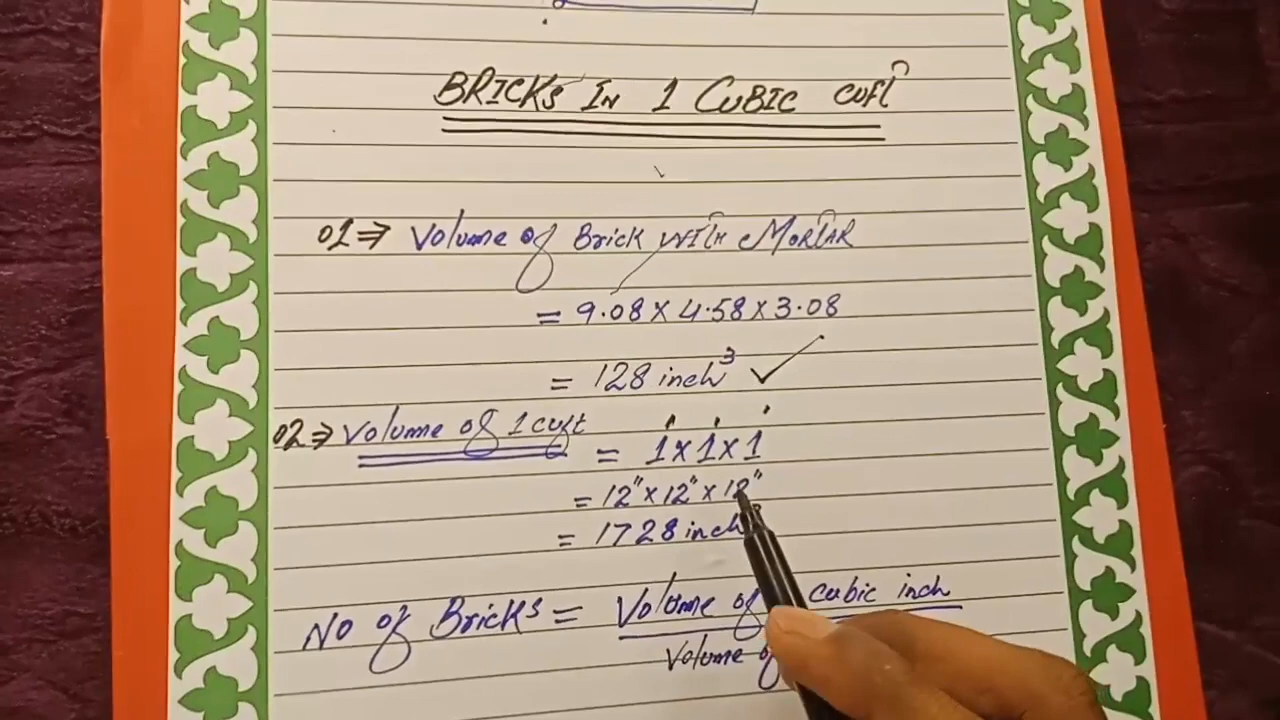 BRICKS IN 1 CUBIC cuft
01⇒ Volume of Brick WITH MORTAR
= 9.08 x 4.58 x 3.08
= 128 inch³ ✓
02⇒ Volume of 1 cuft = 1' x 1' x 1'
= 12" x 12" x 12"
= 1728 inch
No of Bricks = Volume of cubic inch
Volume